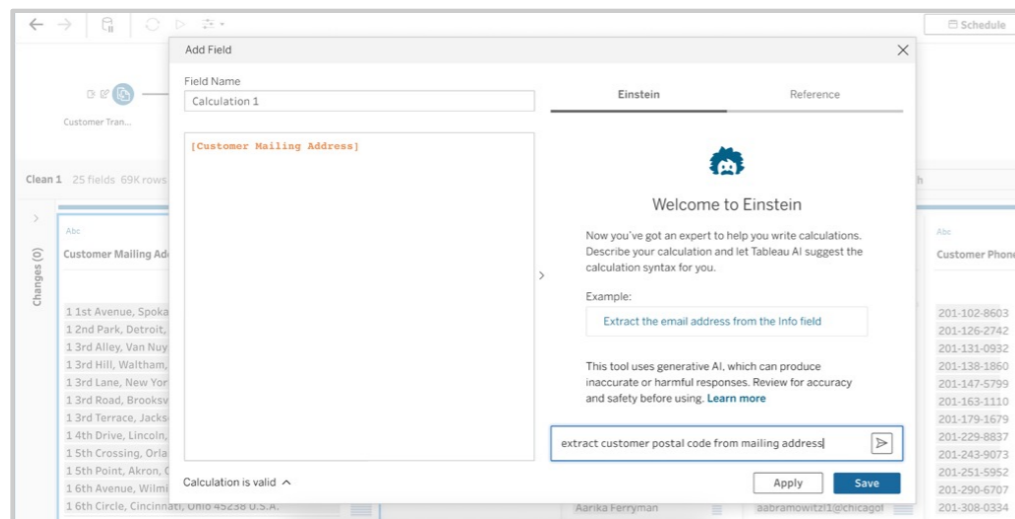 Schedule
Add Field
Field Name
Calculation 1
Einstein
Reference
[Customer Mailing Address]
Customer Tran...
Clean 1 25 fields 69K rows
Welcome to Einstein
Now you've got an expert to help you write calculations.
Describe your calculation and let Tableau AI suggest the
calculation syntax for you.
Example:
Extract the email address from the Info field
This tool uses generative AI, which can produce
inaccurate or harmful responses. Review for accuracy
and safety before using. Learn more
extract customer postal code from mailing address
Calculation is valid
Apply
Save
Changes (0)
Abc
Customer Mailing Ad
1 1st Avenue, Spoka
1 2nd Park, Detroit,
1 3rd Alley, Van Nuy
1 3rd Hill, Waltham,
1 3rd Lane, New Yor
1 3rd Road, Brooksv
1 3rd Terrace, Jacks
1 4th Drive, Lincoln,
1 5th Crossing, Orla
1 5th Point, Akron, O
1 6th Avenue, Wilmi
1 6th Circle, Cincinnati, Ohio 45238 U.S.A.
Aarika Ferryman
aabramowitzl1@chicagot
Abc
Customer Phone
201-102-8603
201-126-2742
201-131-0932
201-138-1860
201-147-5799
201-163-1110
201-179-1679
201-229-8837
201-243-9073
201-251-5952
201-290-6707
201-308-0334